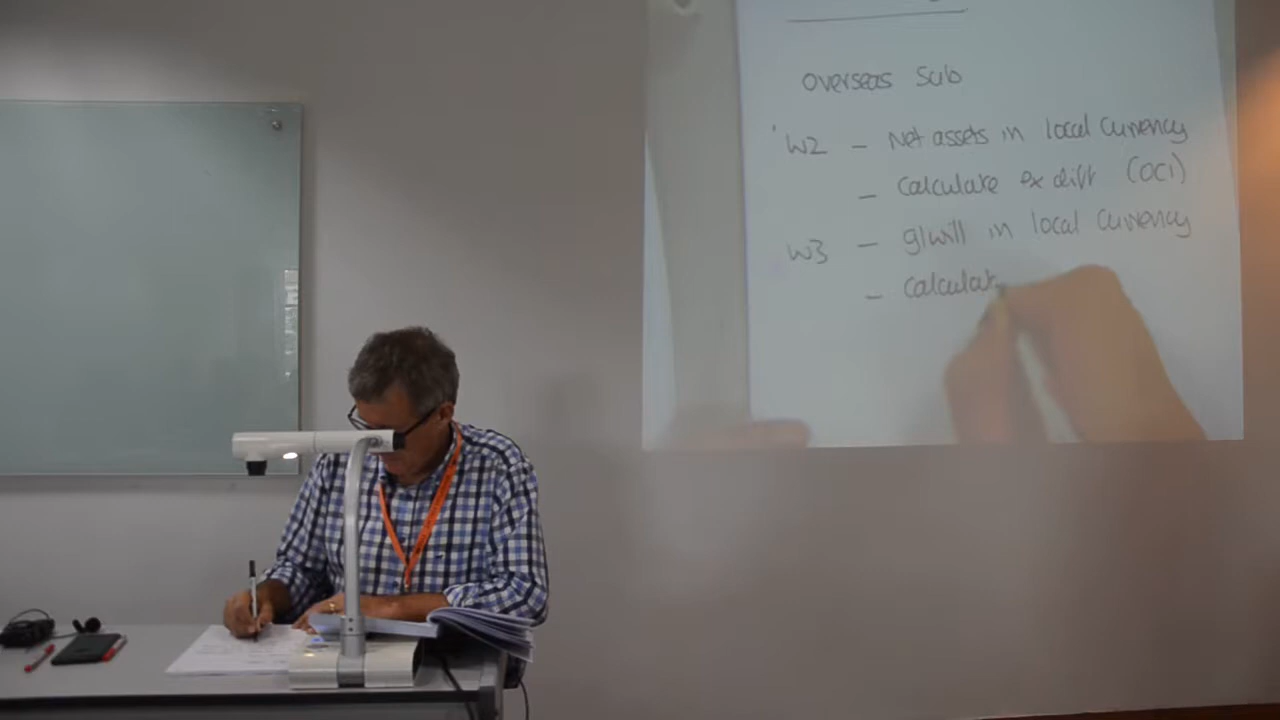 overseas sub
W2 - Net assets in local currency
- Calculate ex diff (OCI)
W3 - g/will in local currency
- Calculat